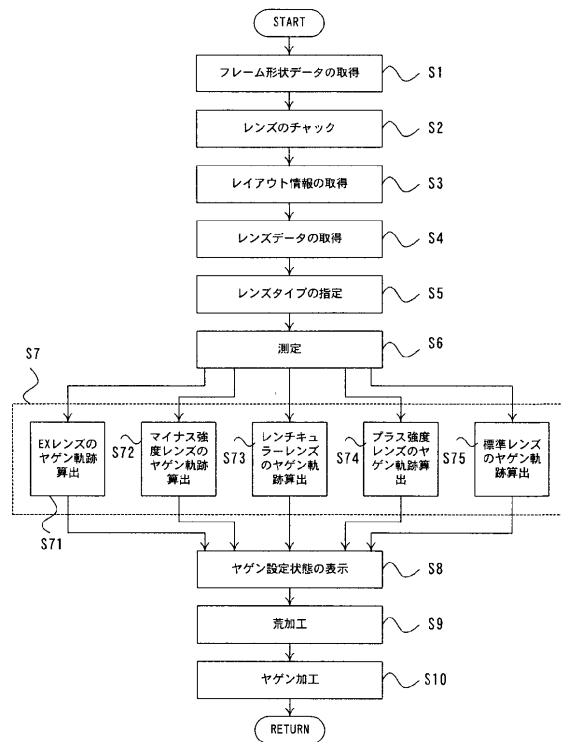 START
フレーム形状データの取得
S1
レンズのチャック
S2
レイアウト情報の取得
S3
レンズデータの取得
S4
レンズタイプの指定
S5
測定
S6
S7
EXレンズの
ヤゲン軌跡
算出
S71
S72
マイナス強
度レンズの
ヤゲン軌跡
算出
S73
レンチキュ
ラーレンズ
のヤゲン軌
跡算出
S74
プラス強度
レンズのヤ
ゲン軌跡算
出
S75
標準レンズ
のヤゲン軌
跡算出
ヤゲン設定状態の表示
S8
荒加工
S9
ヤゲン加工
S10
RETURN